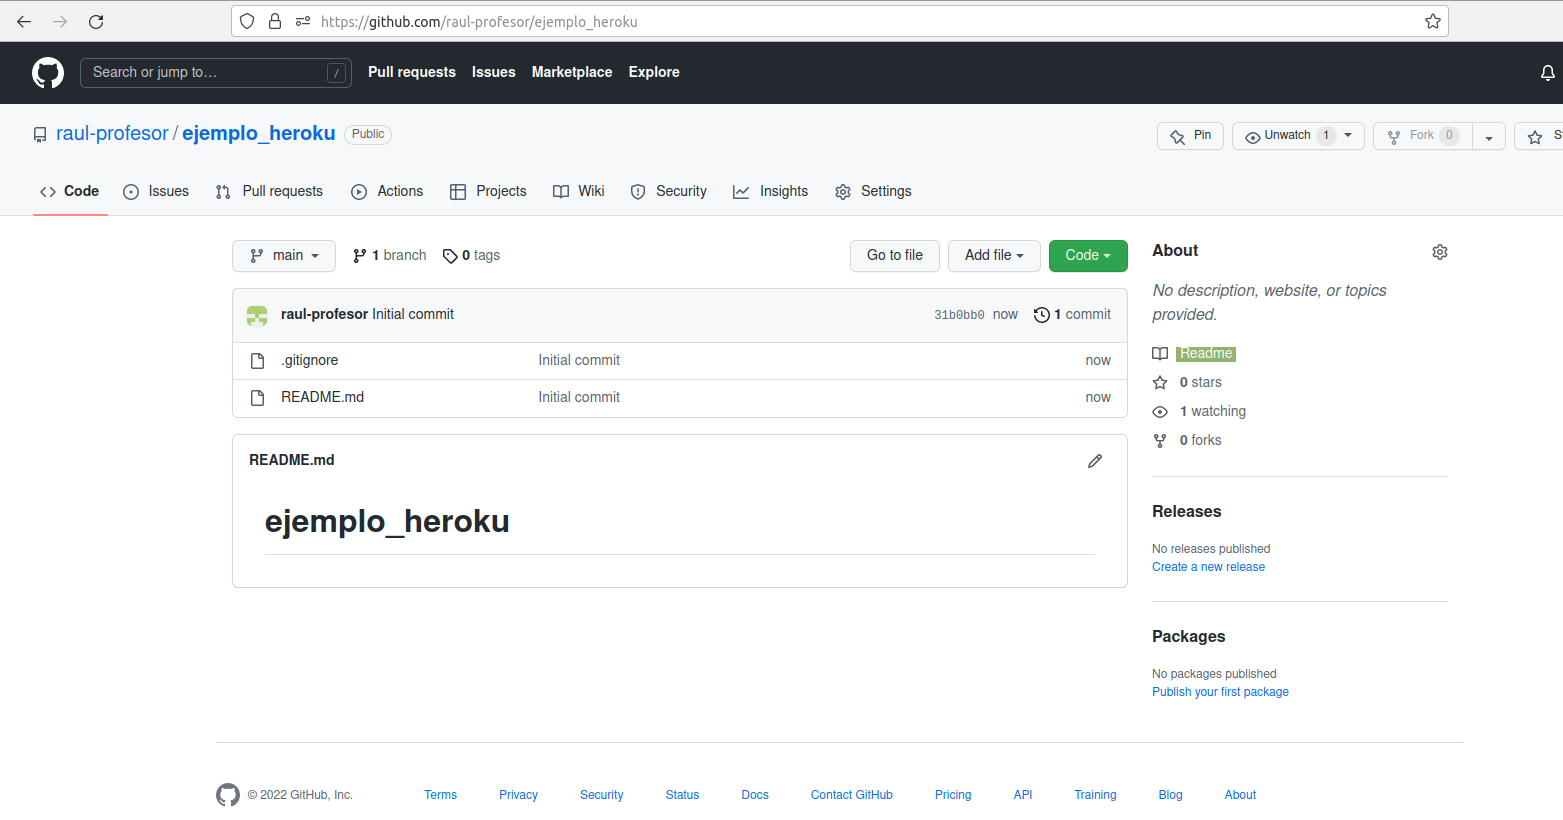 https://github.com/raul-profesor/ejemplo_heroku
Search or jump to… / Pull requests Issues Marketplace Explore
raul-profesor / ejemplo_heroku Public Pin Unwatch 1 Fork 0
Code Issues Pull requests Actions Projects Wiki Security Insights Settings
main 1 branch 0 tags Go to file Add file Code
raul-profesor Initial commit 31b0bb0 now 1 commit
.gitignore Initial commit now
README.md Initial commit now
README.md
ejemplo_heroku
About
No description, website, or topics
provided.
Readme
0 stars
1 watching
0 forks
Releases
No releases published
Create a new release
Packages
No packages published
Publish your first package
© 2022 GitHub, Inc. Terms Privacy Security Status Docs Contact GitHub Pricing API Training Blog About